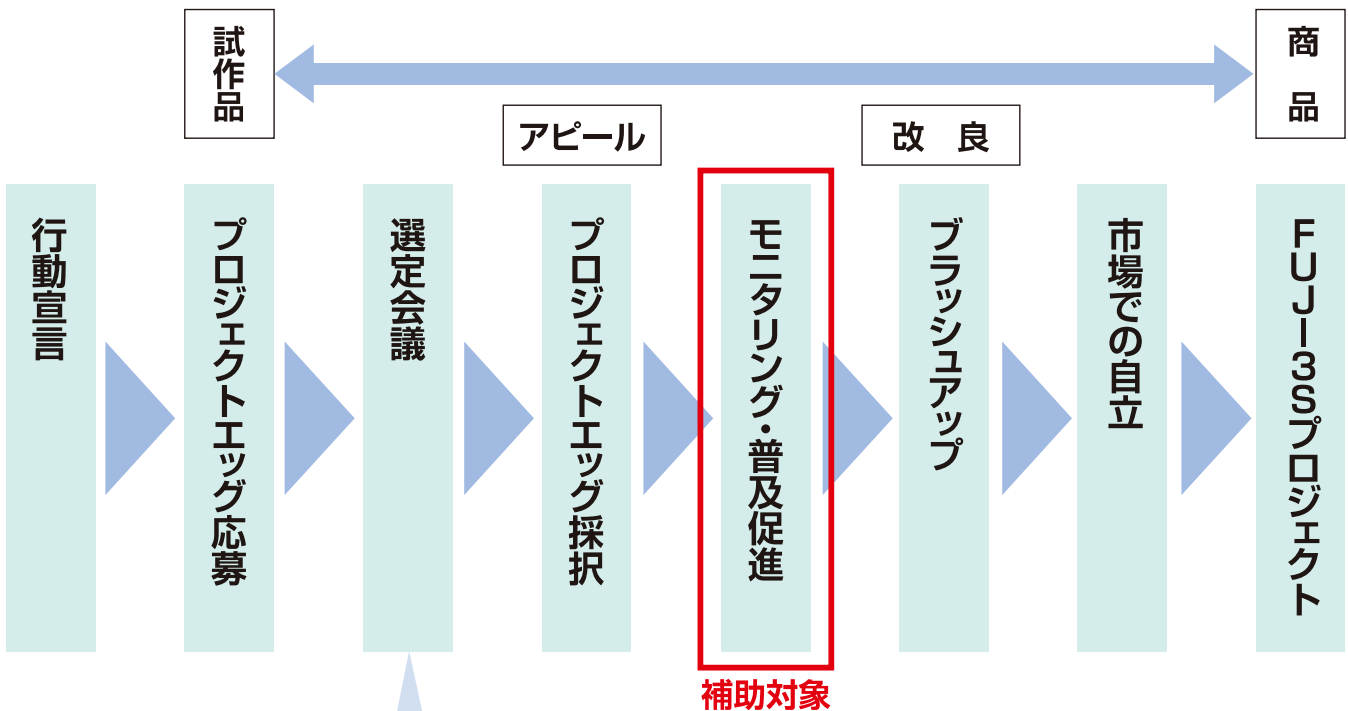 試作品
商品
アピール
改良
行動宣言
プロジェクトエッグ応募
選定会議
プロジェクトエッグ採択
モニタリング・普及促進
ブラッシュアップ
市場での自立
FUJI-3Sプロジェクト
補助対象